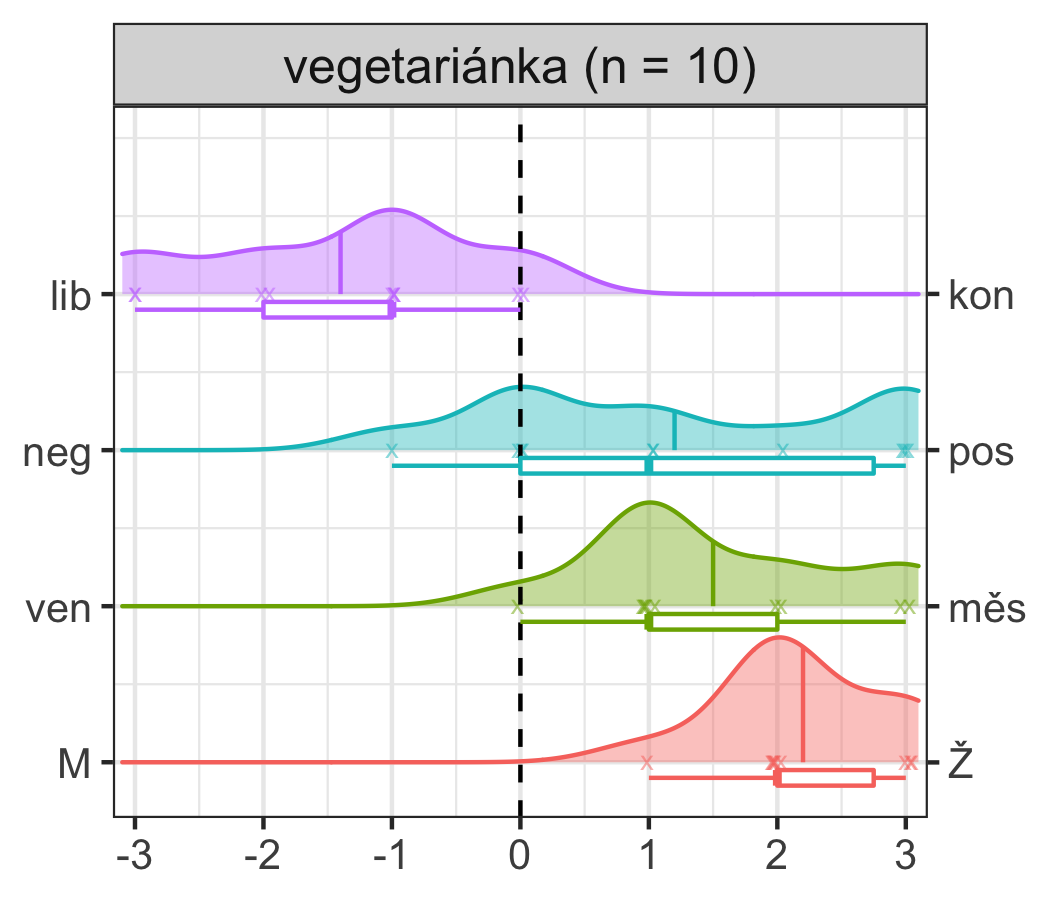 vegetariánka (n = 10)
lib kon
neg pos
ven měs
M Ž
-3 -2 -1 0 1 2 3